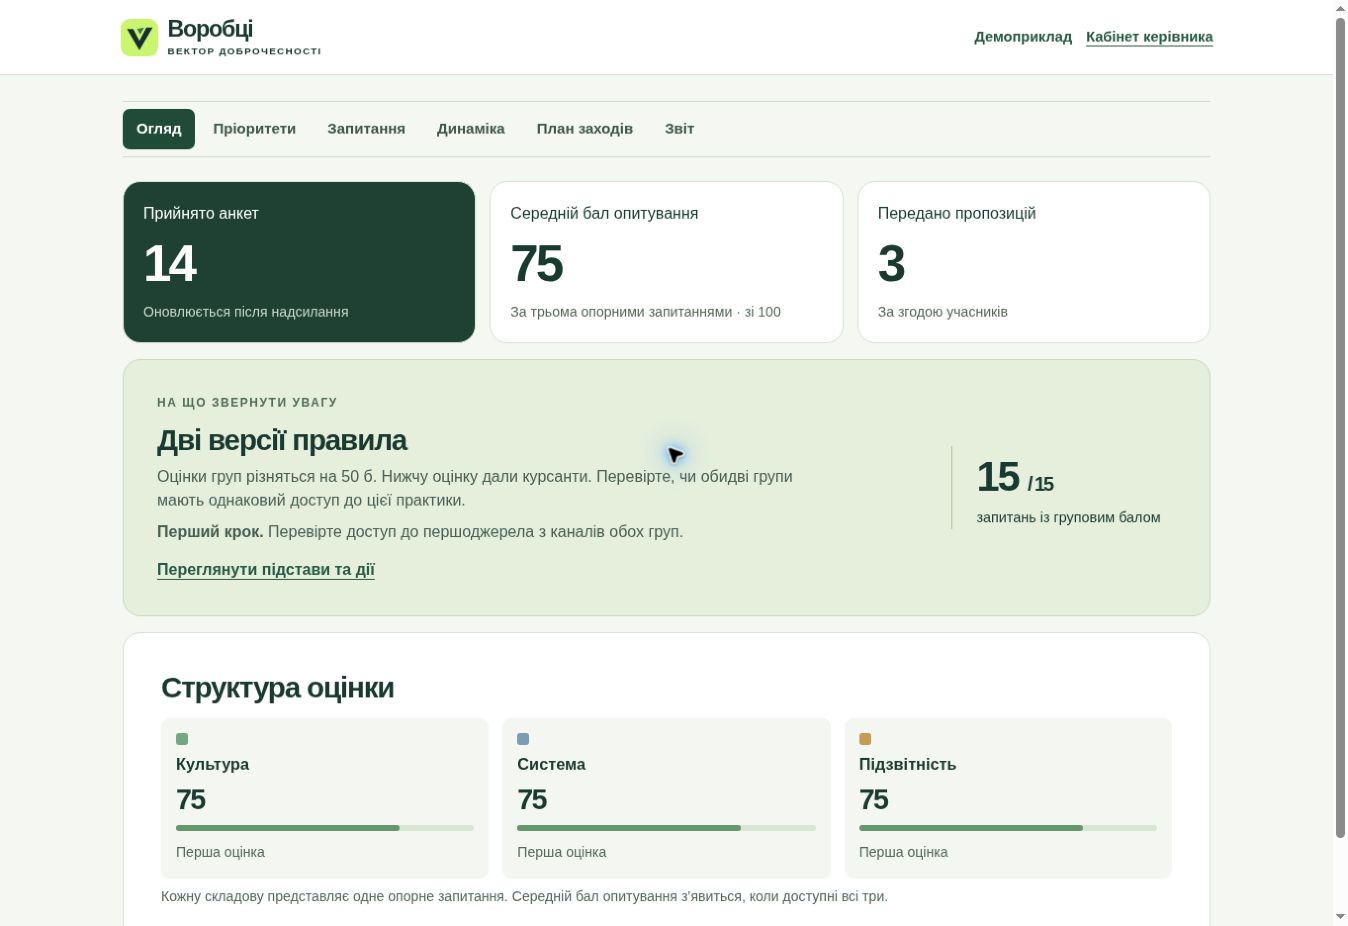 Воробці
ВЕКТОР ДОБРОЧЕСНОСТІ
Демоприклад Кабінет керівника
Огляд Пріоритети Запитання Динаміка План заходів Звіт
Прийнято анкет
14
Оновлюється після надсилання
Середній бал опитування
75
За трьома опорними запитаннями · зі 100
Передано пропозицій
3
За згодою учасників
НА ЩО ЗВЕРНУТИ УВАГУ
Дві версії правила
Оцінки груп різняться на 50 б. Нижчу оцінку дали курсанти. Перевірте, чи обидві групи
мають однаковий доступ до цієї практики.
Перший крок. Перевірте доступ до першоджерела з каналів обох груп.
Переглянути підстави та дії
15 /15
запитань із груповим балом
Структура оцінки
Культура
75
Перша оцінка
Система
75
Перша оцінка
Підзвітність
75
Перша оцінка
Кожну складову представляє одне опорне запитання. Середній бал опитування з’явиться, коли доступні всі три.